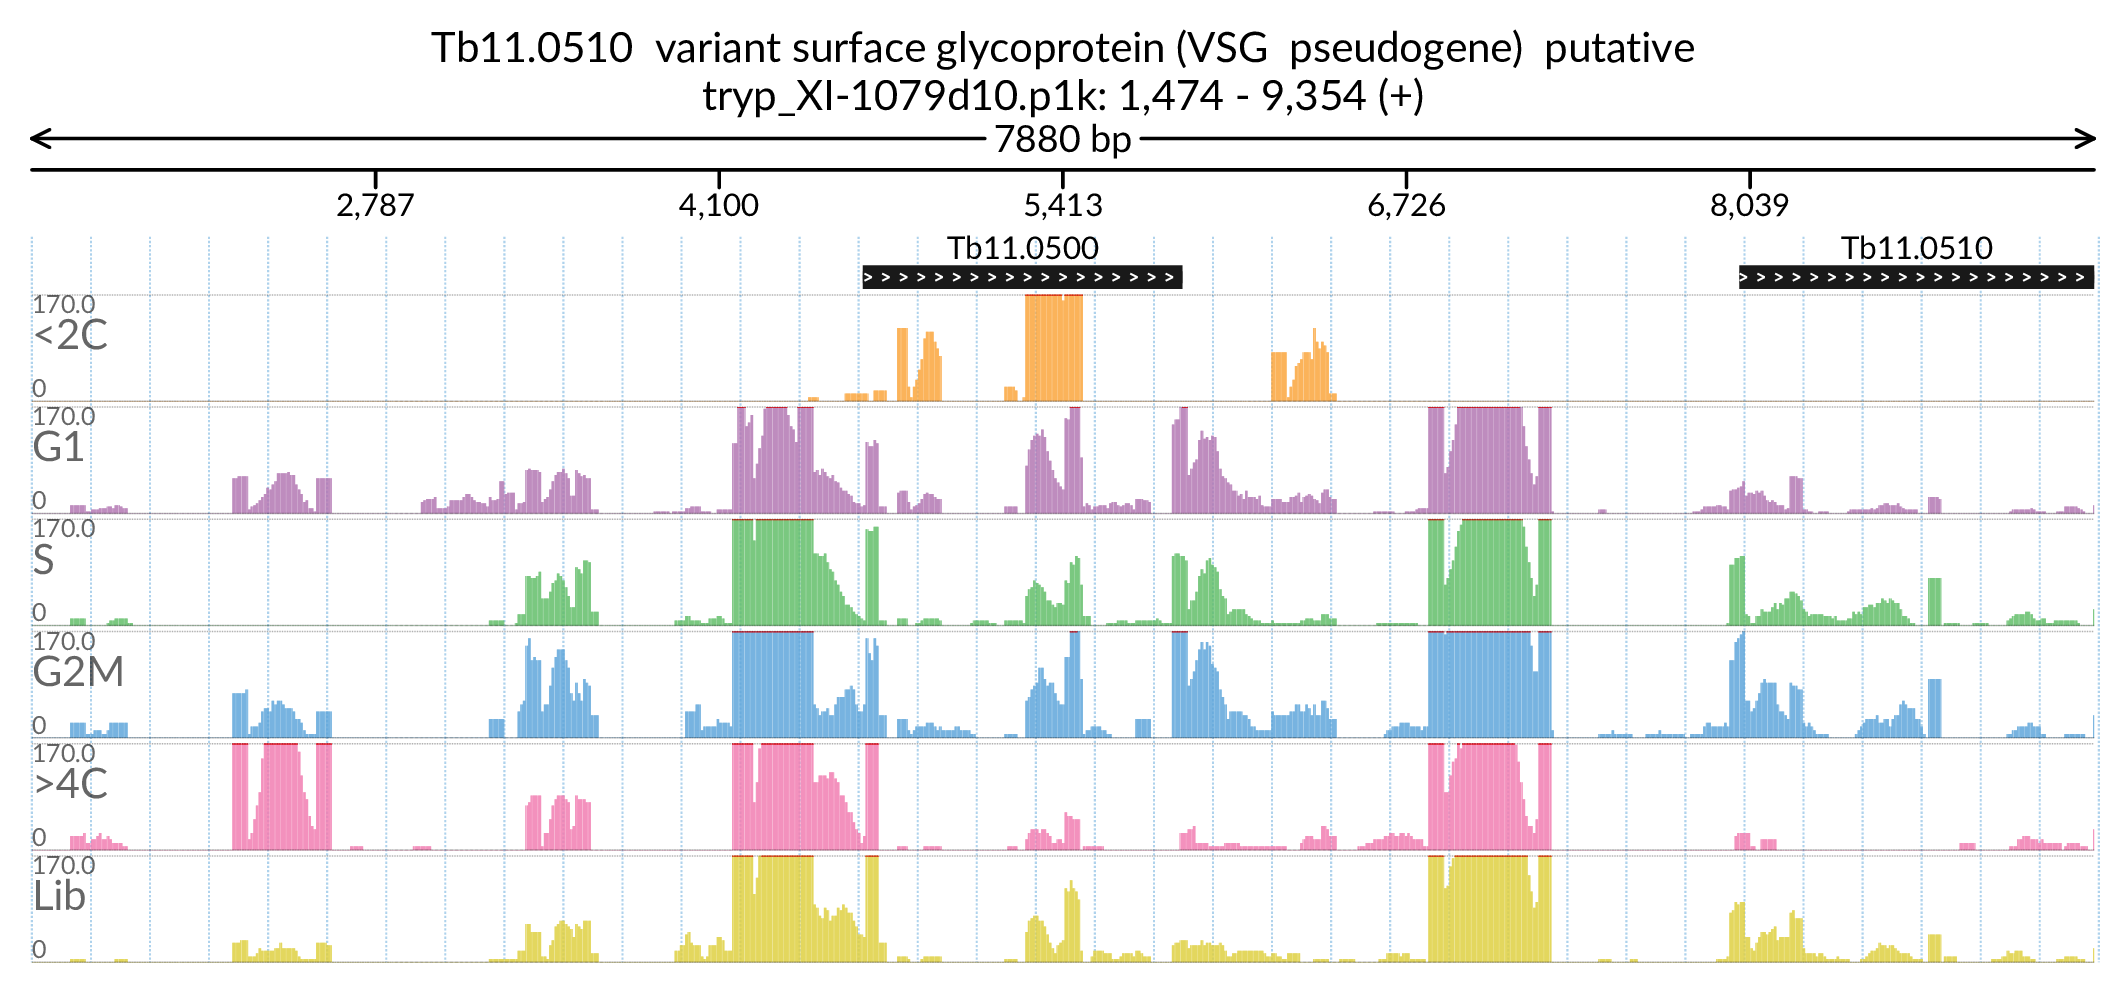 Tb11.0510  variant surface glycoprotein (VSG  pseudogene)  putative
tryp_XI-1079d10.p1k: 1,474 - 9,354 (+)
7880 bp
2,787 4,100 5,413 6,726 8,039
Tb11.0500 Tb11.0510
170.0
<2C
0
170.0
G1
0
170.0
S
0
170.0
G2M
0
170.0
>4C
0
170.0
Lib
0